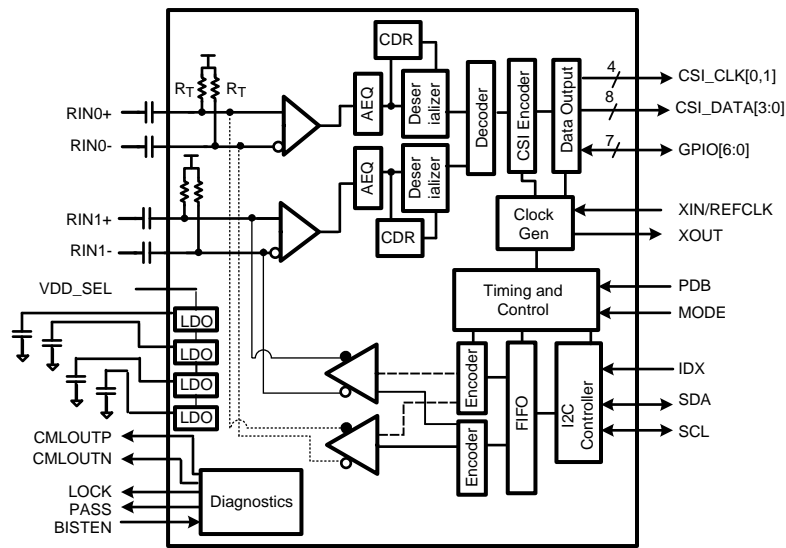 CDR
R_T R_T
RIN0+
RIN0-
AEQ
Deser
ializer
Decoder
CSI Encoder
Data Output
4
CSI_CLK[0,1]
8
CSI_DATA[3:0]
7
GPIO[6:0]
AEQ
Deser
ializer
CDR
RIN1+
RIN1-
Clock
Gen
XIN/REFCLK
XOUT
VDD_SEL
Timing and
Control
PDB
MODE
LDO
LDO
LDO
LDO
Encoder
Encoder
FIFO
I2C
Controller
IDX
SDA
SCL
CMLOUTP
CMLOUTN
LOCK
PASS
BISTEN
Diagnostics